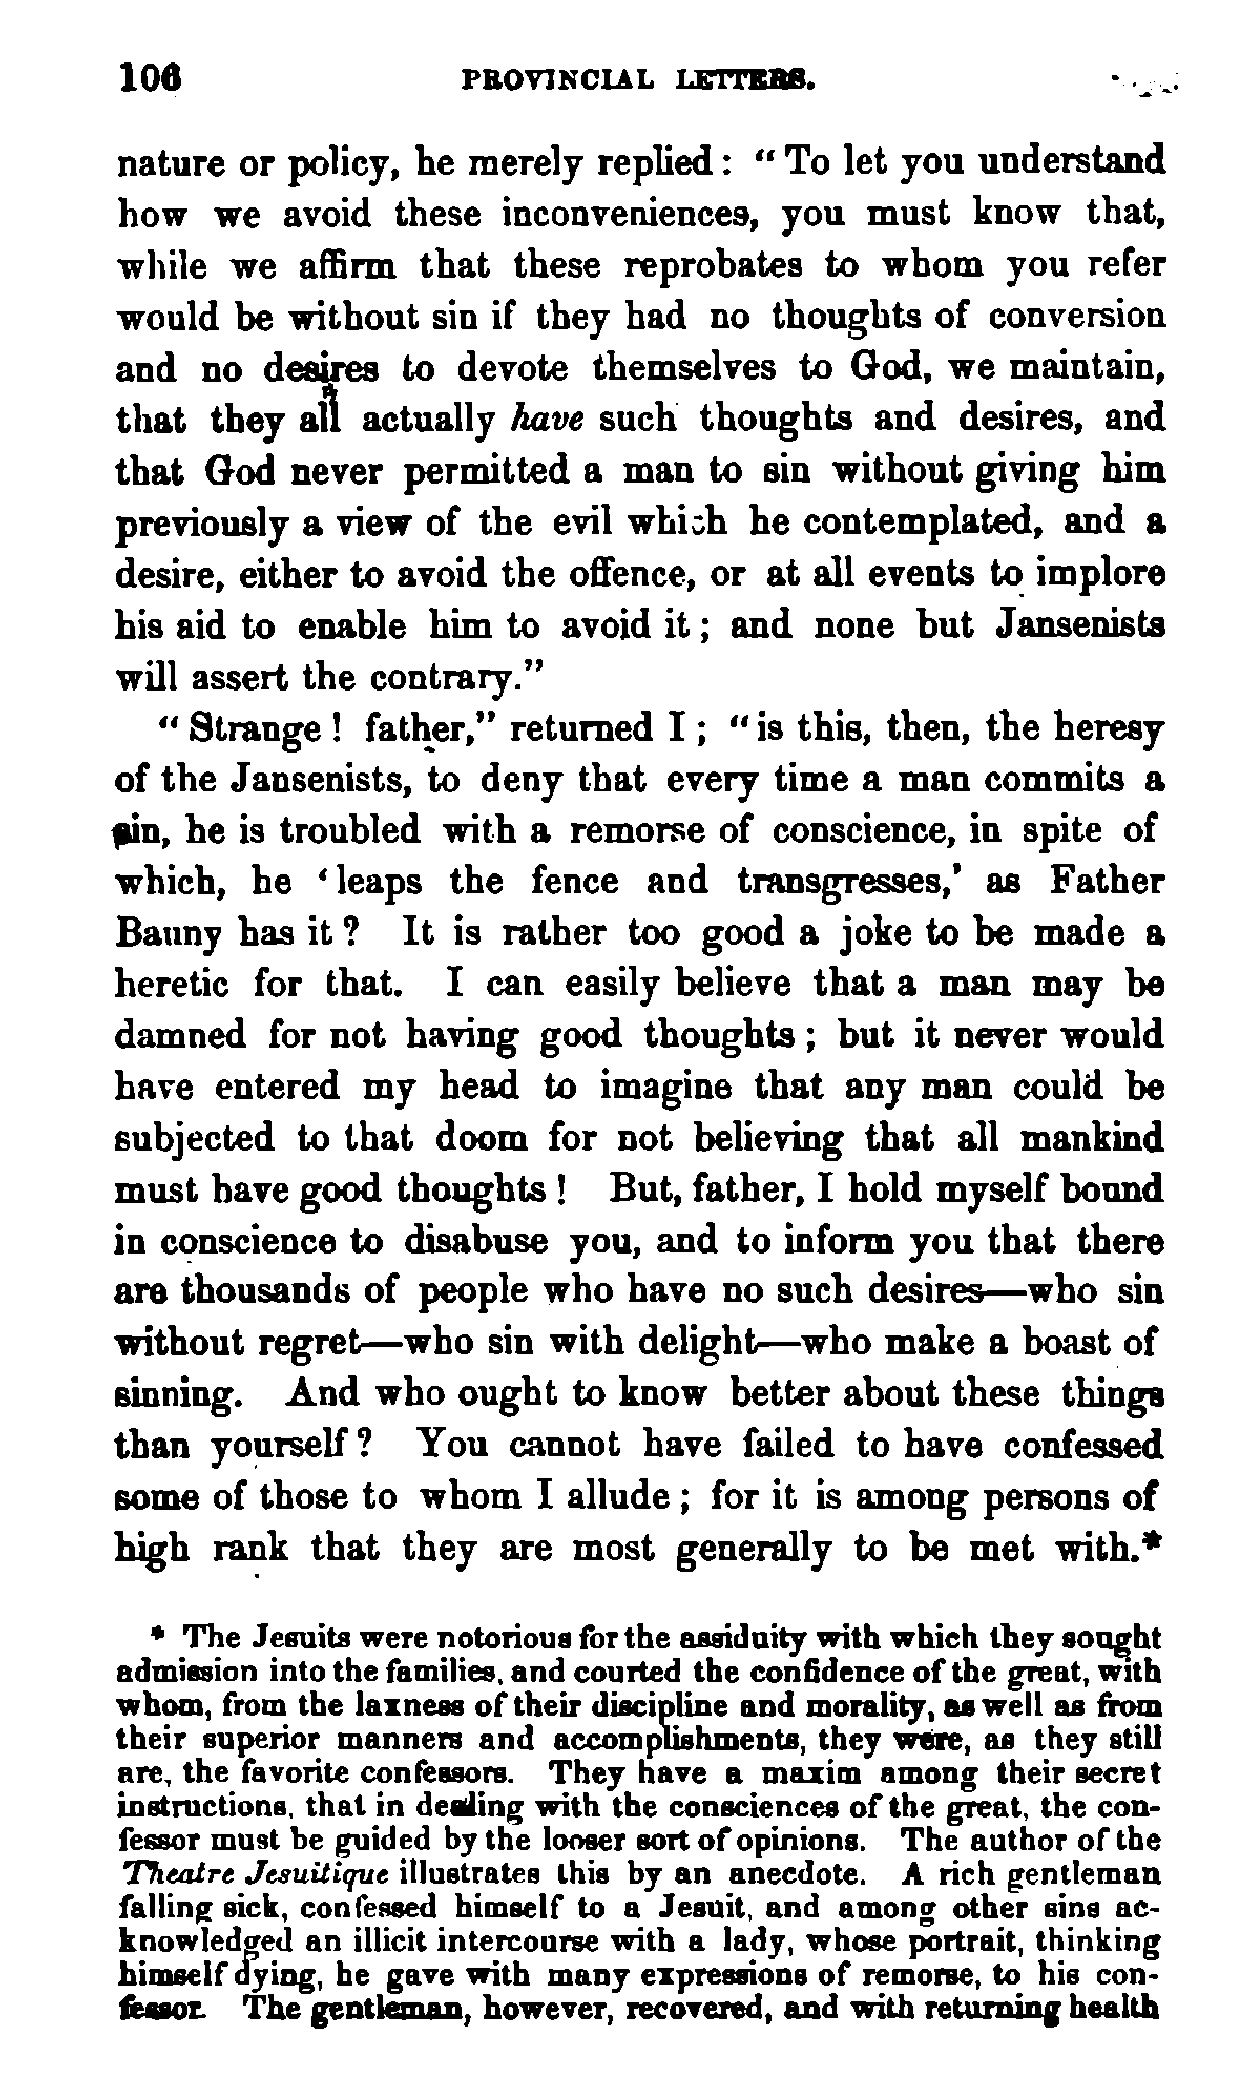 106 PROVINCIAL LETTERS.
nature or policy, he merely replied: "To let you understand
how we avoid these inconveniences, you must know that,
while we affirm that these reprobates to whom you refer
would be without sin if they had no thoughts of conversion
and no desires to devote themselves to God, we maintain,
that they all actually have such thoughts and desires, and
that God never permitted a man to sin without giving him
previously a view of the evil which he contemplated, and a
desire, either to avoid the offence, or at all events to implore
his aid to enable him to avoid it; and none but Jansenists
will assert the contrary."
"Strange! father," returned I; "is this, then, the heresy
of the Jansenists, to deny that every time a man commits a
sin, he is troubled with a remorse of conscience, in spite of
which, he 'leaps the fence and transgresses,' as Father
Bauny has it? It is rather too good a joke to be made a
heretic for that. I can easily believe that a man may be
damned for not having good thoughts; but it never would
have entered my head to imagine that any man could be
subjected to that doom for not believing that all mankind
must have good thoughts! But, father, I hold myself bound
in conscience to disabuse you, and to inform you that there
are thousands of people who have no such desires—who sin
without regret—who sin with delight—who make a boast of
sinning. And who ought to know better about these things
than yourself? You cannot have failed to have confessed
some of those to whom I allude; for it is among persons of
high rank that they are most generally to be met with.*
* The Jesuits were notorious for the assiduity with which they sought
admission into the families, and courted the confidence of the great, with
whom, from the laxness of their discipline and morality, as well as from
their superior manners and accomplishments, they were, as they still
are, the favorite confessors. They have a maxim among their secret
instructions, that in dealing with the consciences of the great, the con-
fessor must be guided by the looser sort of opinions. The author of the
Theatre Jesuitique illustrates this by an anecdote. A rich gentleman
falling sick, confessed himself to a Jesuit, and among other sins ac-
knowledged an illicit intercourse with a lady, whose portrait, thinking
himself dying, he gave with many expressions of remorse, to his con-
fessor. The gentleman, however, recovered, and with returning health